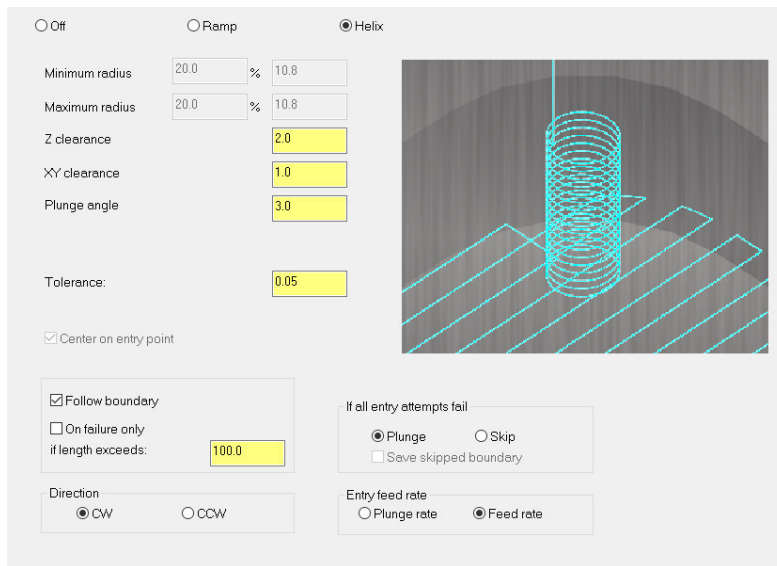 Off Ramp Helix
Minimum radius 20.0 % 10.8
Maximum radius 20.0 % 10.8
Z clearance 2.0
XY clearance 1.0
Plunge angle 3.0
Tolerance: 0.05
Center on entry point
Follow boundary
On failure only
if length exceeds: 100.0
If all entry attempts fail
Plunge Skip
Save skipped boundary
Direction
CW CCW
Entry feed rate
Plunge rate Feed rate